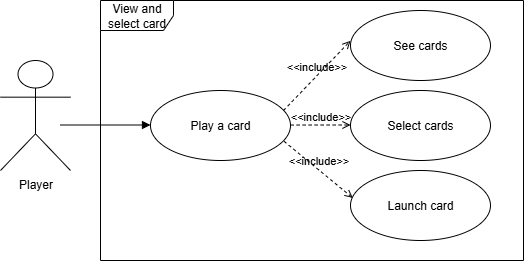 View and
select card
See cards
<<include>>
Play a card
<<include>>
Select cards
<<include>>
Player
Launch card